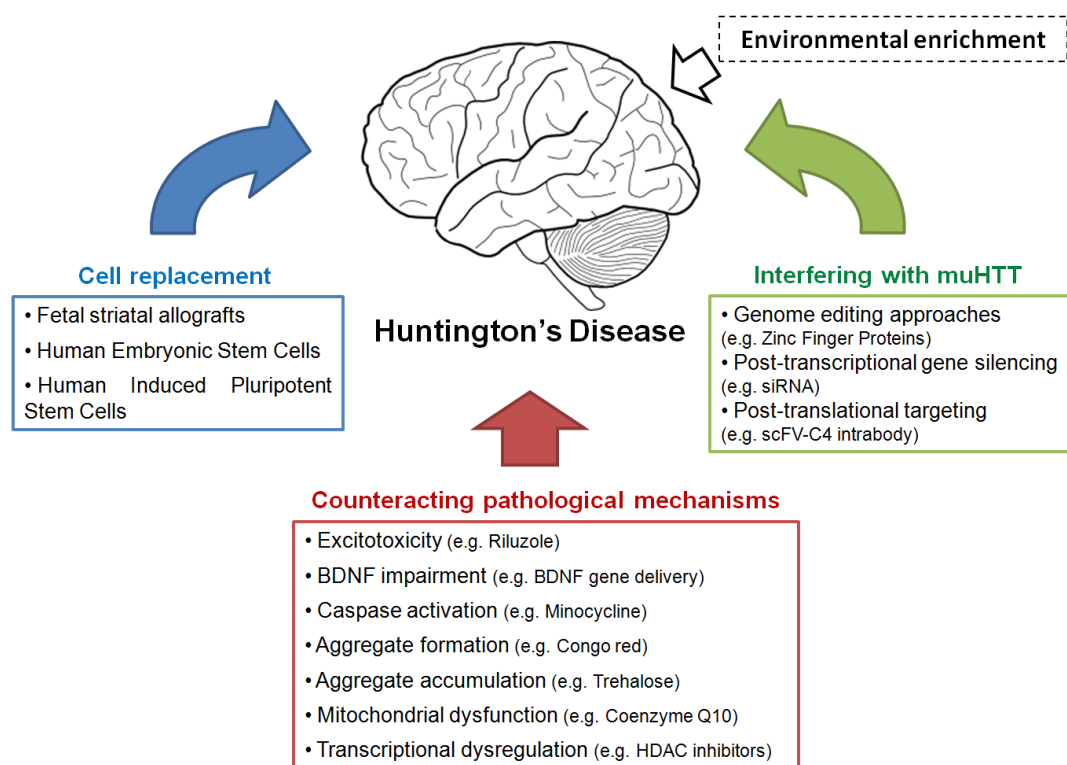 Environmental enrichment
Huntington's Disease
Cell replacement
• Fetal striatal allografts
• Human Embryonic Stem Cells
• Human Induced Pluripotent
Stem Cells
Interfering with muHTT
• Genome editing approaches
(e.g. Zinc Finger Proteins)
• Post-transcriptional gene silencing
(e.g. siRNA)
• Post-translational targeting
(e.g. scFV-C4 intrabody)
Counteracting pathological mechanisms
• Excitotoxicity (e.g. Riluzole)
• BDNF impairment (e.g. BDNF gene delivery)
• Caspase activation (e.g. Minocycline)
• Aggregate formation (e.g. Congo red)
• Aggregate accumulation (e.g. Trehalose)
• Mitochondrial dysfunction (e.g. Coenzyme Q10)
• Transcriptional dysregulation (e.g. HDAC inhibitors)